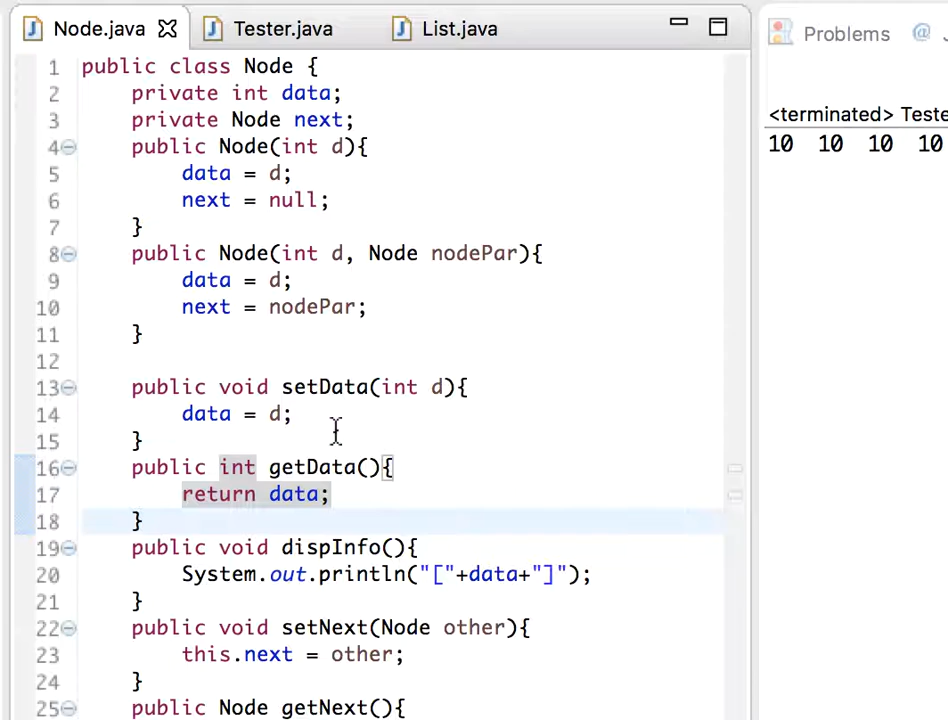 Node.java Tester.java List.java
1 public class Node {
2 private int data;
3 private Node next;
4 public Node(int d){
5 data = d;
6 next = null;
7 }
8 public Node(int d, Node nodePar){
9 data = d;
10 next = nodePar;
11 }
12
13 public void setData(int d){
14 data = d;
15 }
16 public int getData(){
17 return data;
18 }
19 public void dispInfo(){
20 System.out.println("["+data+"]");
21 }
22 public void setNext(Node other){
23 this.next = other;
24 }
25 public Node getNext(){
Problems @
<terminated> Teste
10 10 10 10